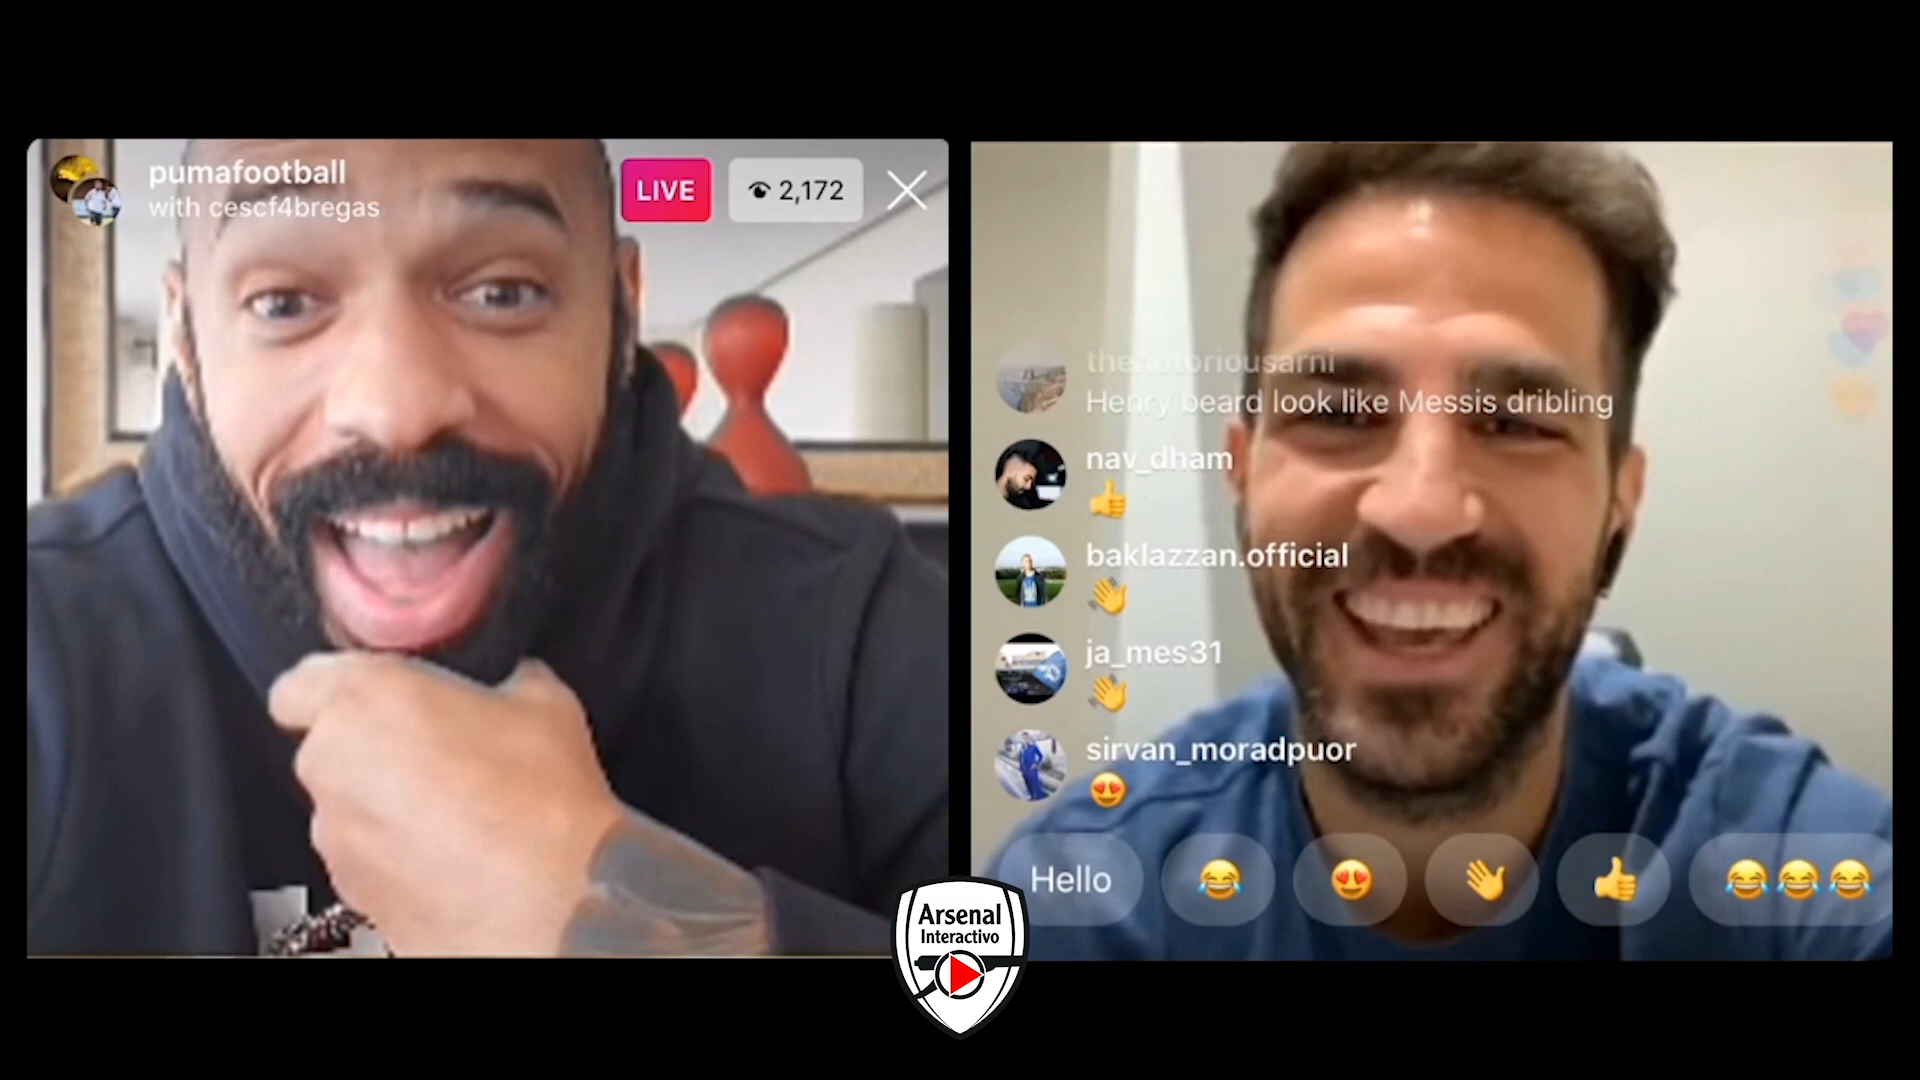 pumafootball
with cescf4bregas
LIVE
2,172
thenotoriousarni
Henry beard look like Messis dribling
nav_dham
👍
baklazzan.official
👋
ja_mes31
👋
sirvan_moradpuor
😍
Hello 😂 😍 👋 👍 😂😂😂
Arsenal
Interactivo